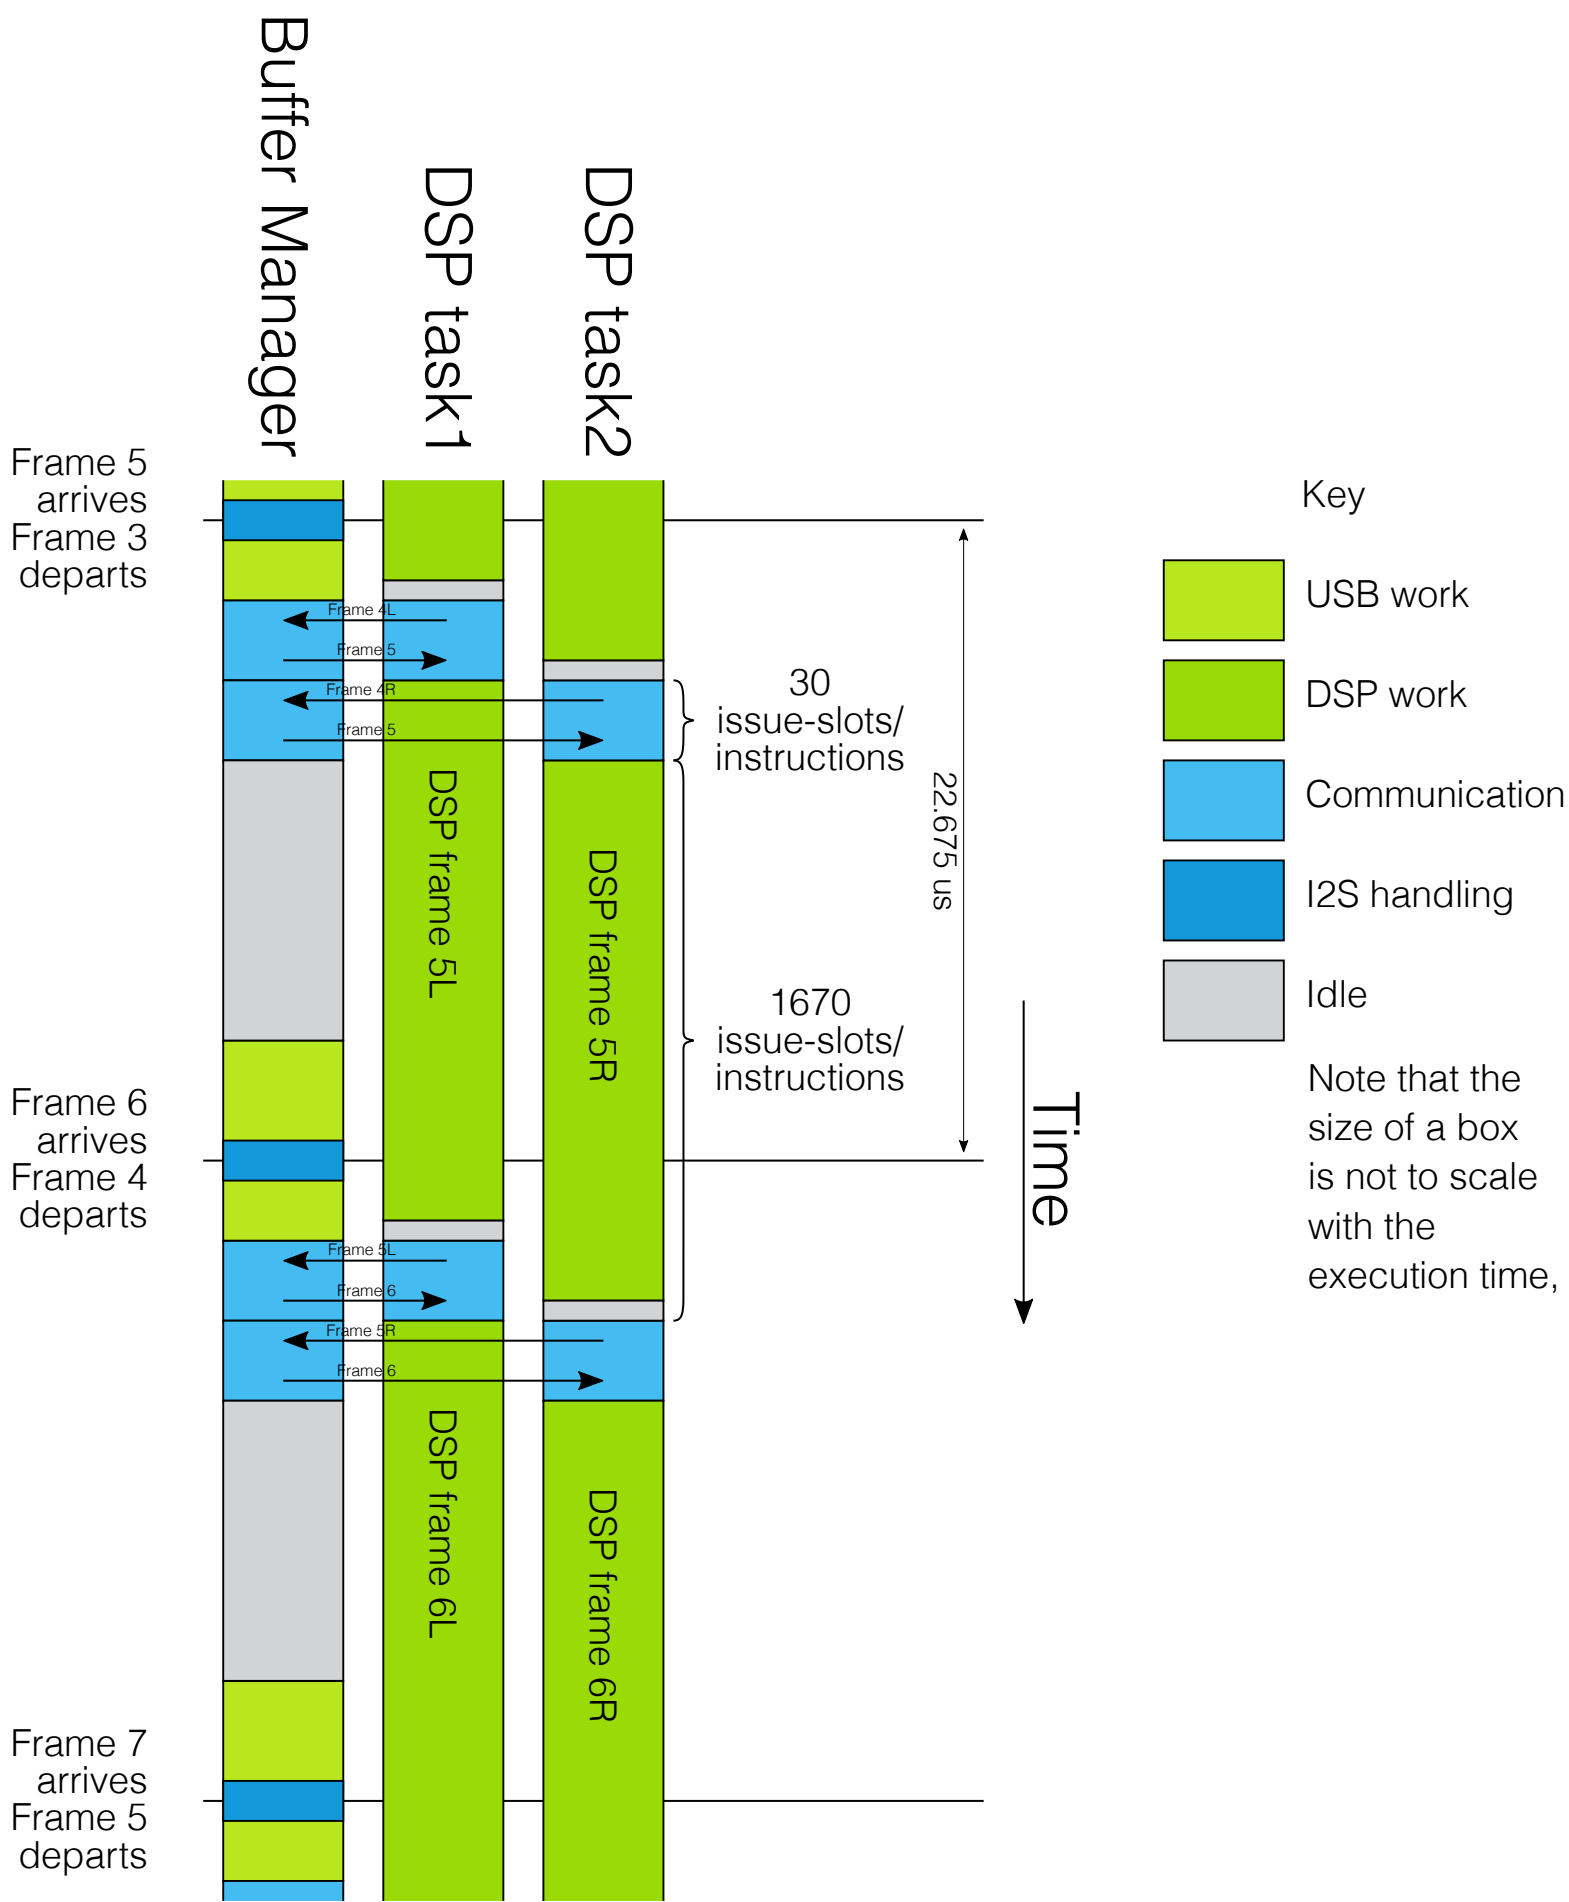 Buffer Manager
DSP task1
DSP task2
Frame 5
arrives
Frame 3
departs
Key
USB work
Frame 4L
Frame 5
Frame 4R
Frame 5
30
issue-slots/
instructions
DSP work
22.675 us
Communication
DSP frame 5L
DSP frame 5R
I2S handling
1670
issue-slots/
instructions
Idle
Time
Note that the
size of a box
is not to scale
with the
execution time,
Frame 6
arrives
Frame 4
departs
Frame 5L
Frame 6
Frame 5R
Frame 6
DSP frame 6L
DSP frame 6R
Frame 7
arrives
Frame 5
departs